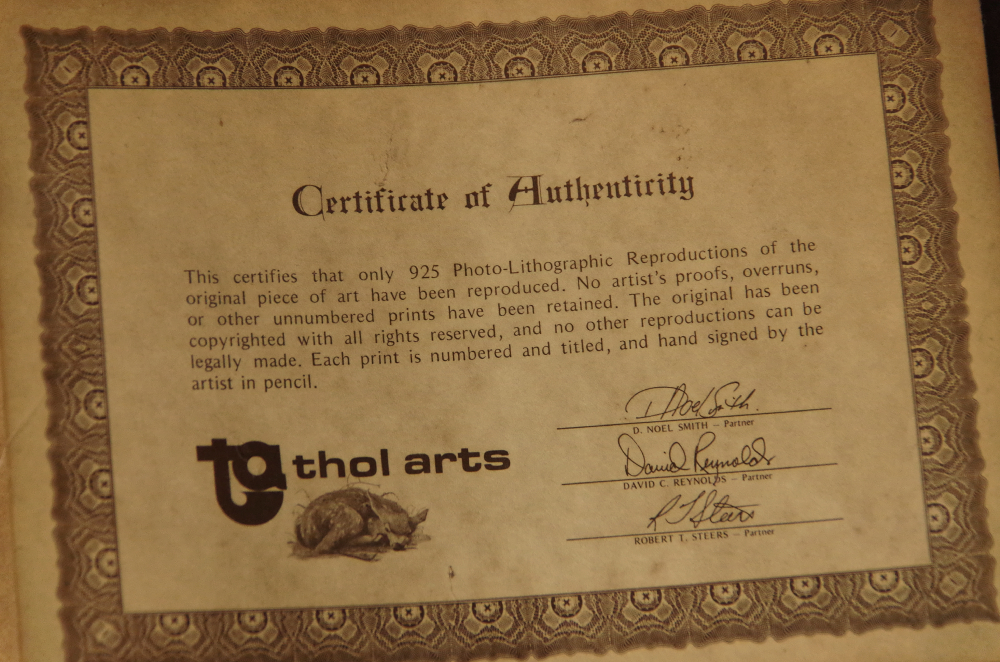 Certificate of Authenticity
This certifies that only 925 Photo-Lithographic Reproductions of the
original piece of art have been reproduced. No artist's proofs, overruns,
or other unnumbered prints have been retained. The original has been
copyrighted with all rights reserved, and no other reproductions can be
legally made. Each print is numbered and titled, and hand signed by the
artist in pencil.
D Noel Smith
D. NOEL SMITH – Partner
David Reynolds
DAVID C. REYNOLDS – Partner
R T Steers
ROBERT T. STEERS – Partner
ta thol arts